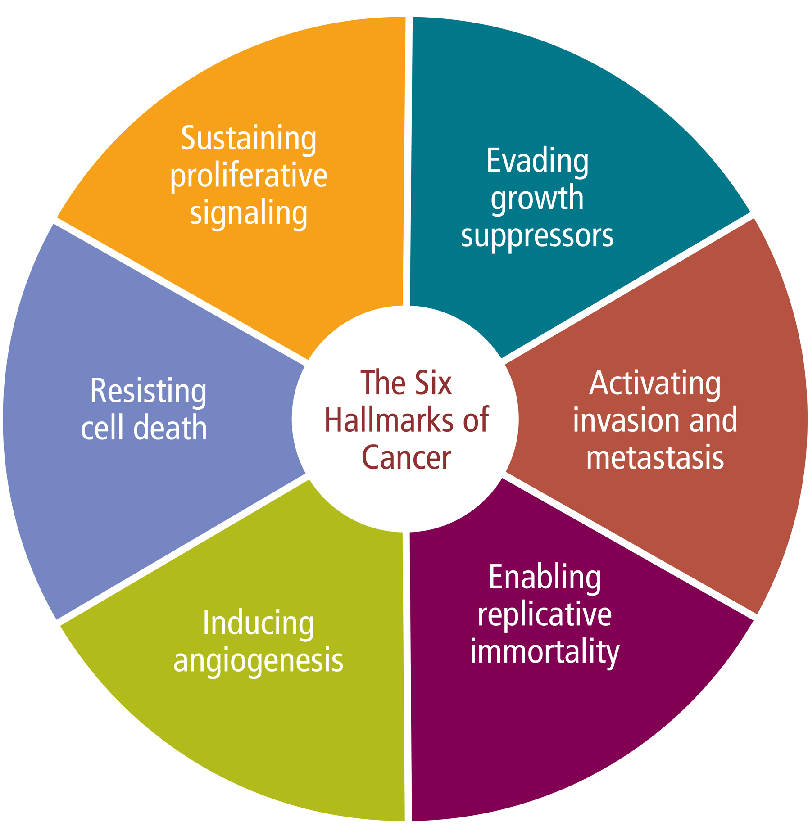 Sustaining
proliferative
signaling
Evading
growth
suppressors
Resisting
cell death
The Six
Hallmarks of
Cancer
Activating
invasion and
metastasis
Inducing
angiogenesis
Enabling
replicative
immortality